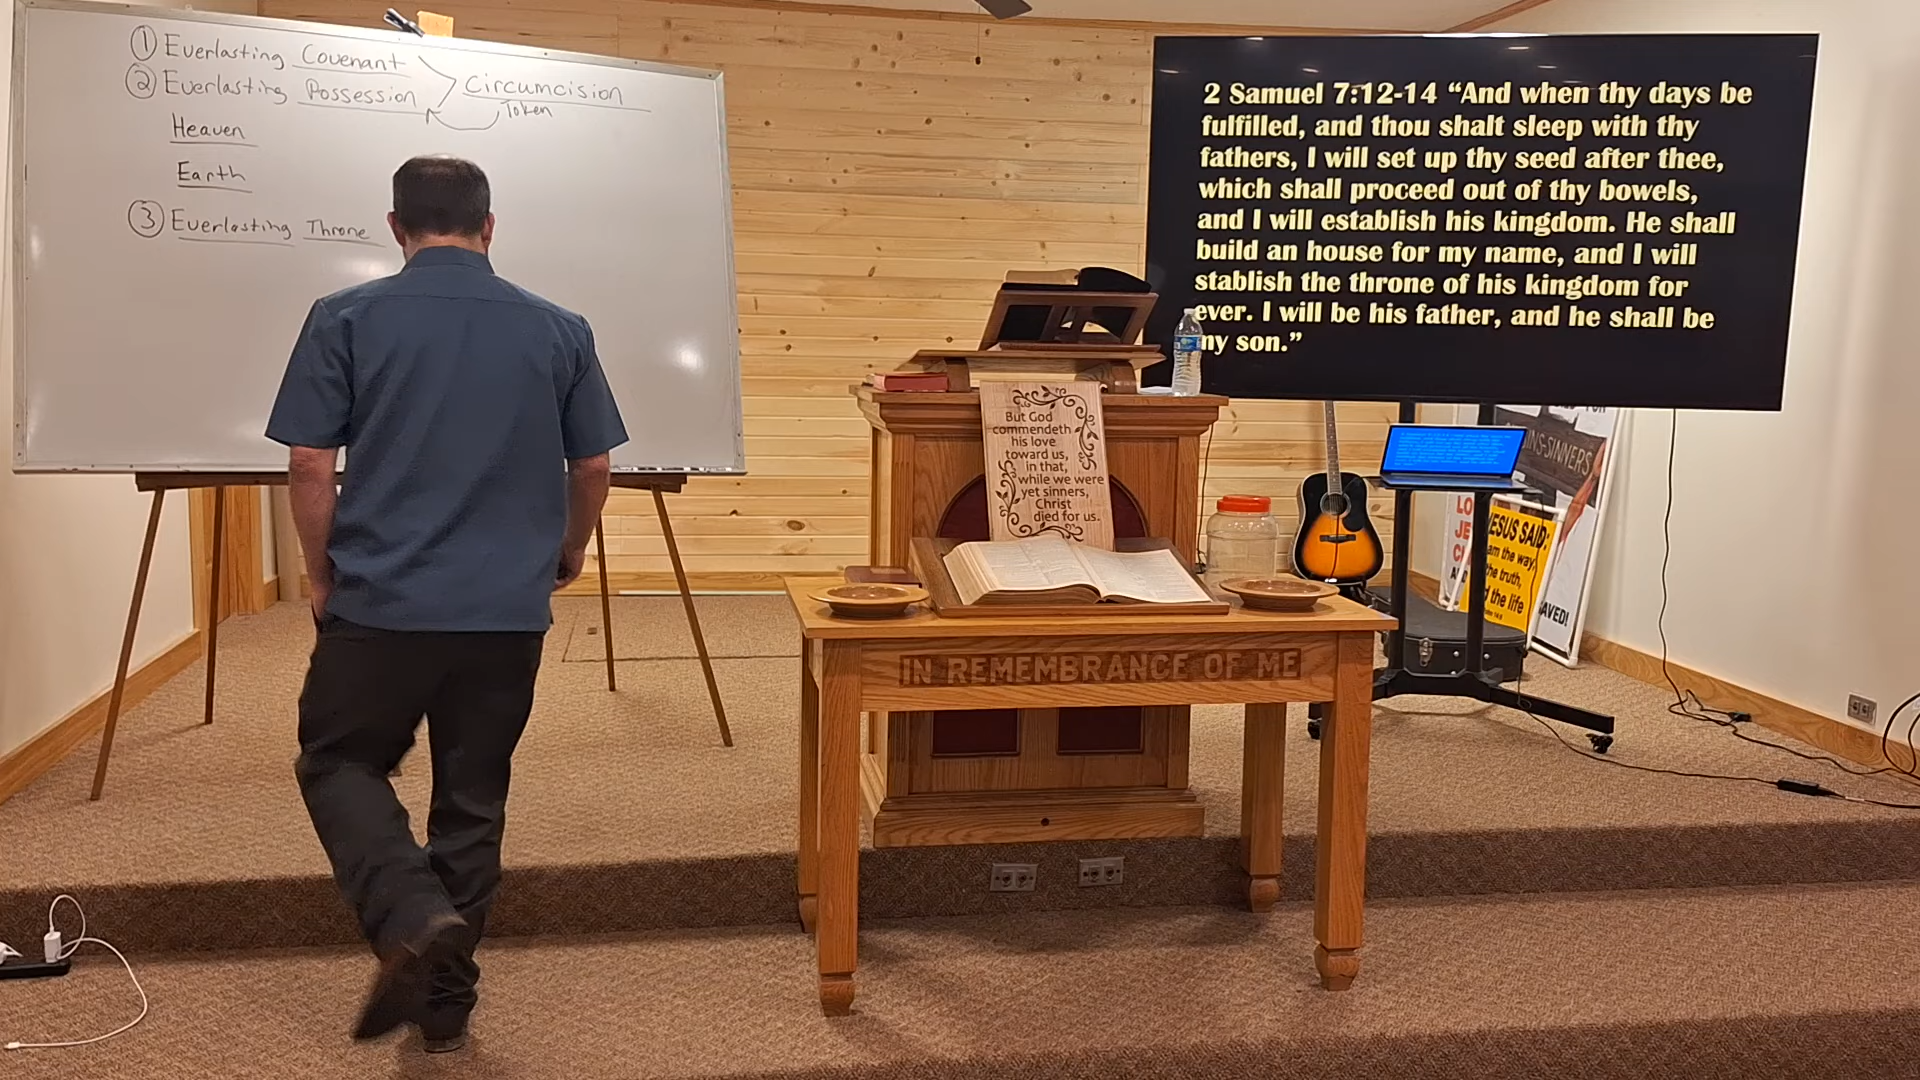 ① Everlasting Covenant
② Everlasting Possession
Circumcision
Token
Heaven
Earth
③ Everlasting Throne
2 Samuel 7:12-14 “And when thy days be
fulfilled, and thou shalt sleep with thy
fathers, I will set up thy seed after thee,
which shall proceed out of thy bowels,
and I will establish his kingdom. He shall
build an house for my name, and I will
stablish the throne of his kingdom for
ever. I will be his father, and he shall be
my son.”
But God
commendeth
his love
toward us,
in that,
while we were
yet sinners,
Christ
died for us.
IN REMEMBRANCE OF ME
SINNERS
JESUS SAID:
am the way,
the truth,
the life